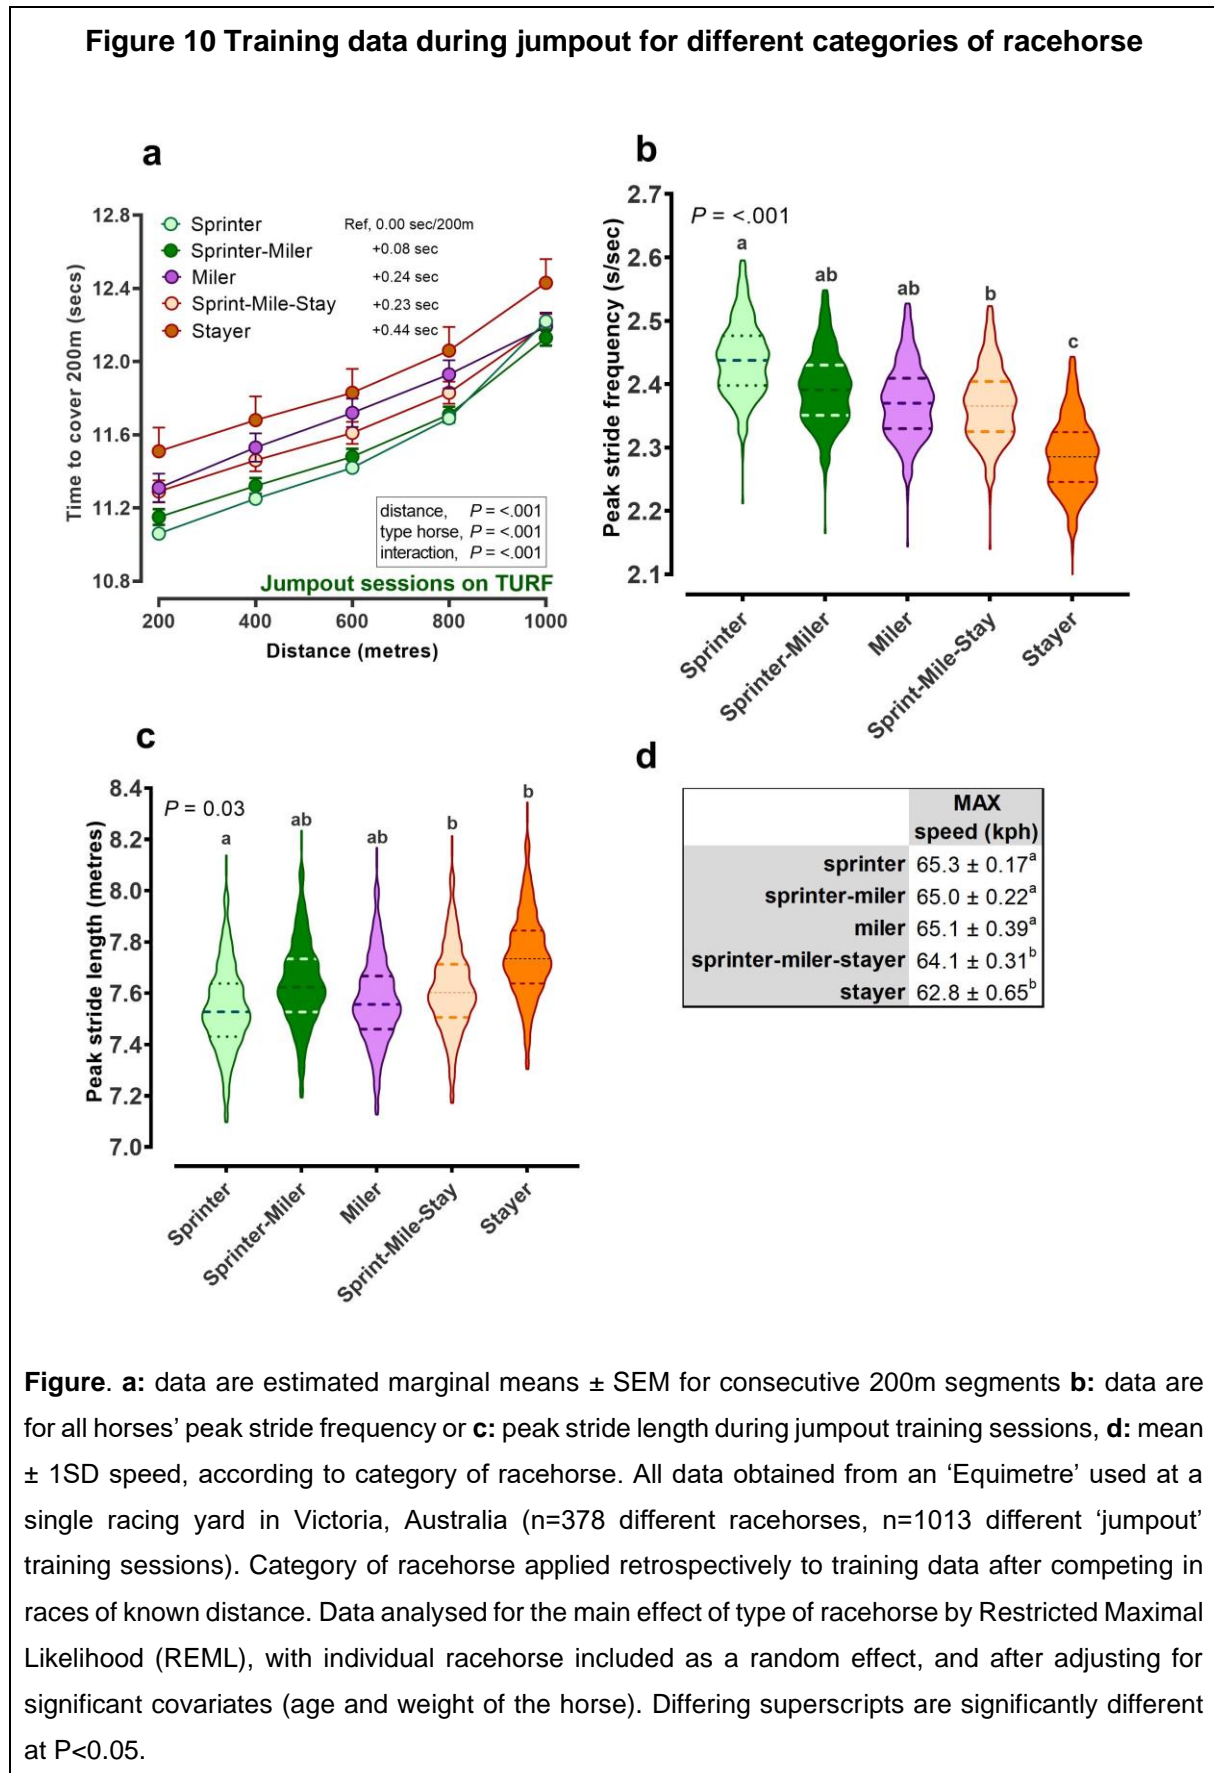 Figure 10 Training data during jumpout for different categories of racehorse
a
12.8
12.4
12.0
11.6
11.2
10.8
Time to cover 200m (secs)
Sprinter Ref, 0.00 sec/200m
Sprinter-Miler +0.08 sec
Miler +0.24 sec
Sprint-Mile-Stay +0.23 sec
Stayer +0.44 sec
distance, P = <.001
type horse, P = <.001
interaction, P = <.001
Jumpout sessions on TURF
200 400 600 800 1000
Distance (metres)
b
2.7
2.6
2.5
2.4
2.3
2.2
2.1
Peak stride frequency (s/sec)
P = <.001
a ab ab b c
Sprinter
Sprinter-Miler
Miler
Sprint-Mile-Stay
Stayer
c
8.4
8.2
8.0
7.8
7.6
7.4
7.2
7.0
Peak stride length (metres)
P = 0.03
a ab ab b b
Sprinter
Sprinter-Miler
Miler
Sprint-Mile-Stay
Stayer
d
MAX
speed (kph)
sprinter 65.3 ± 0.17a
sprinter-miler 65.0 ± 0.22a
miler 65.1 ± 0.39a
sprinter-miler-stayer 64.1 ± 0.31b
stayer 62.8 ± 0.65b
Figure. a: data are estimated marginal means ± SEM for consecutive 200m segments b: data are
for all horses’ peak stride frequency or c: peak stride length during jumpout training sessions, d: mean
± 1SD speed, according to category of racehorse. All data obtained from an ‘Equimetre’ used at a
single racing yard in Victoria, Australia (n=378 different racehorses, n=1013 different ‘jumpout’
training sessions). Category of racehorse applied retrospectively to training data after competing in
races of known distance. Data analysed for the main effect of type of racehorse by Restricted Maximal
Likelihood (REML), with individual racehorse included as a random effect, and after adjusting for
significant covariates (age and weight of the horse). Differing superscripts are significantly different
at P<0.05.